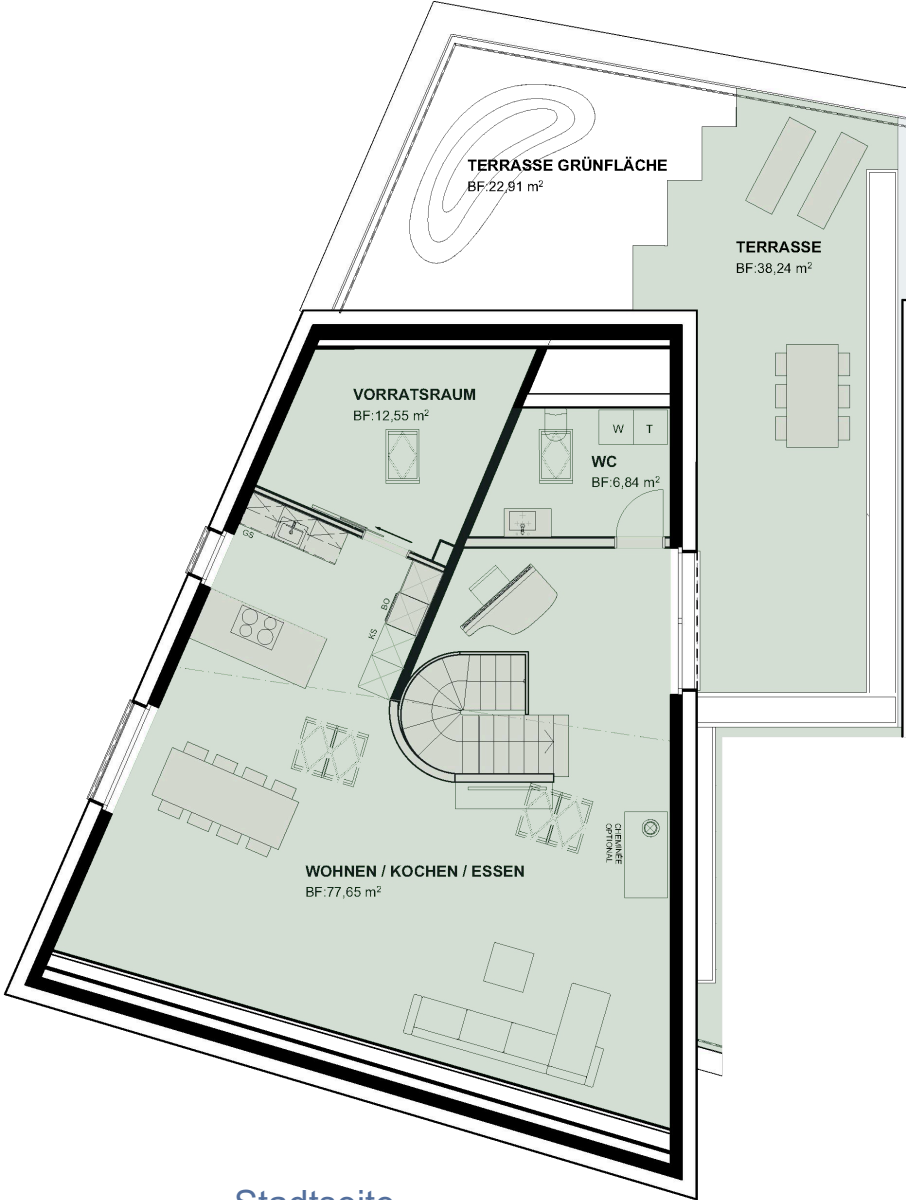 TERRASSE GRÜNFLÄCHE
BF:22,91 m²
TERRASSE
BF:38,24 m²
VORRATSRAUM
BF:12,55 m²
W T
WC
BF:6,84 m²
GS
BO
KS
CHEMINÉE
OPTIONAL
WOHNEN / KOCHEN / ESSEN
BF:77,65 m²
Stadtseite